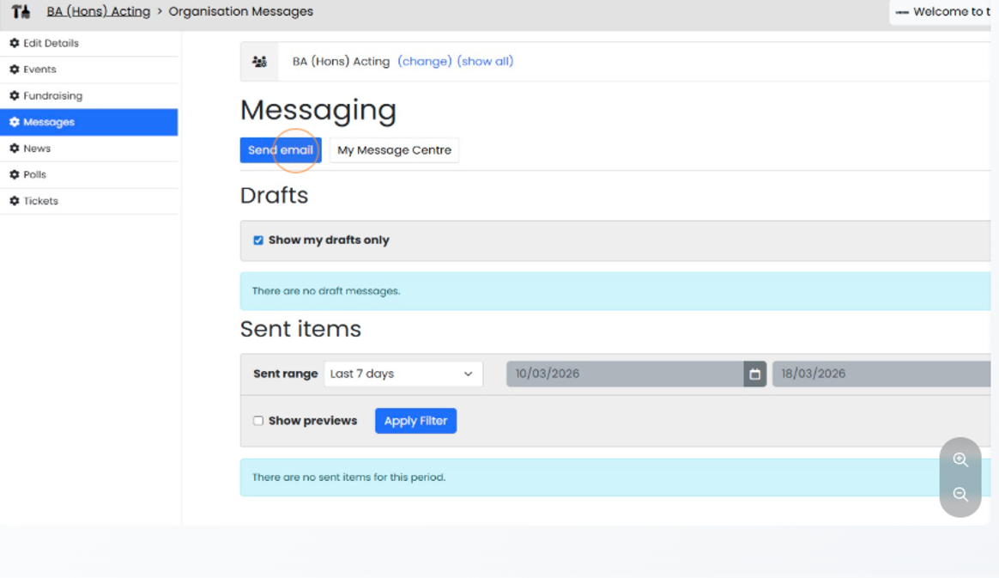 BA (Hons) Acting > Organisation Messages
Welcome to t
Edit Details
Events
Fundraising
Messages
News
Polls
Tickets
BA (Hons) Acting (change) (show all)
Messaging
Send email
My Message Centre
Drafts
Show my drafts only
There are no draft messages.
Sent items
Sent range Last 7 days 10/03/2026 18/03/2026
Show previews Apply Filter
There are no sent items for this period.